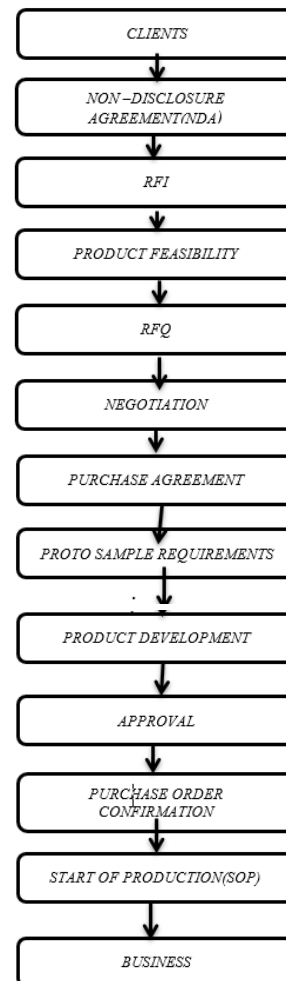 CLIENTS
NON –DISCLOSURE
AGREEMENT(NDA)
RFI
PRODUCT FEASIBILITY
RFQ
NEGOTIATION
PURCHASE AGREEMENT
PROTO SAMPLE REQUIREMENTS
PRODUCT DEVELOPMENT
APPROVAL
PURCHASE ORDER
CONFIRMATION
START OF PRODUCTION(SOP)
BUSINESS